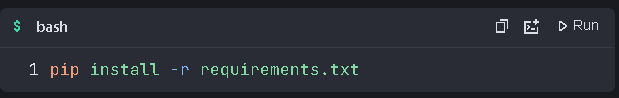 $ bash Run
1 pip install -r requirements.txt